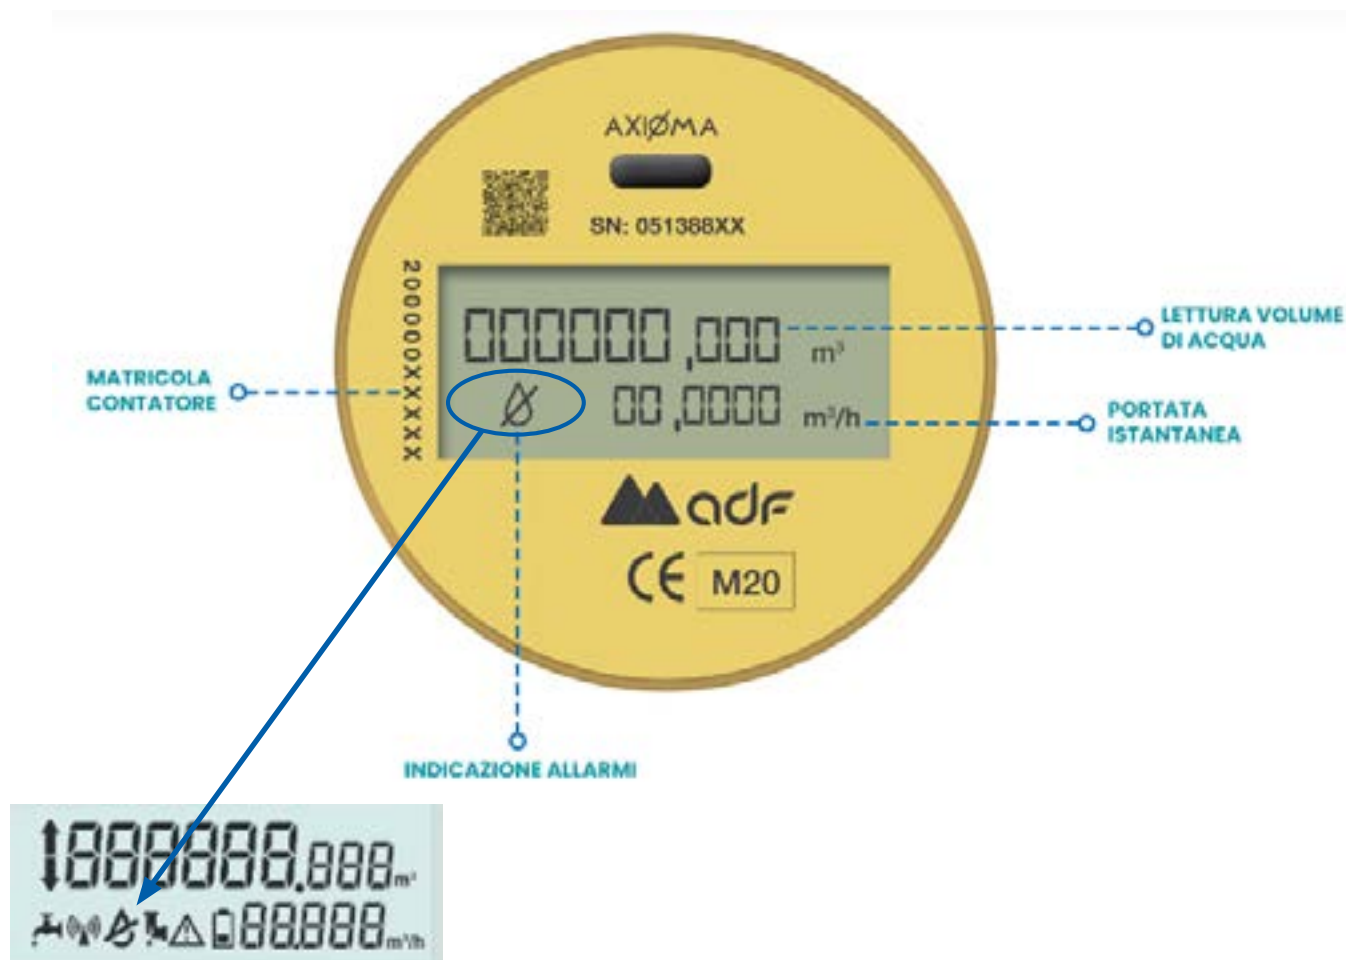 AXIØMA
SN: 051388XX
200000XXXXX
000000,000 m³
00,0000 m³/h
adf
CE M20
LETTURA VOLUME
DI ACQUA
PORTATA
ISTANTANEA
MATRICOLA
CONTATORE
INDICAZIONE ALLARMI
888888.888 m³
88.888 m³/h